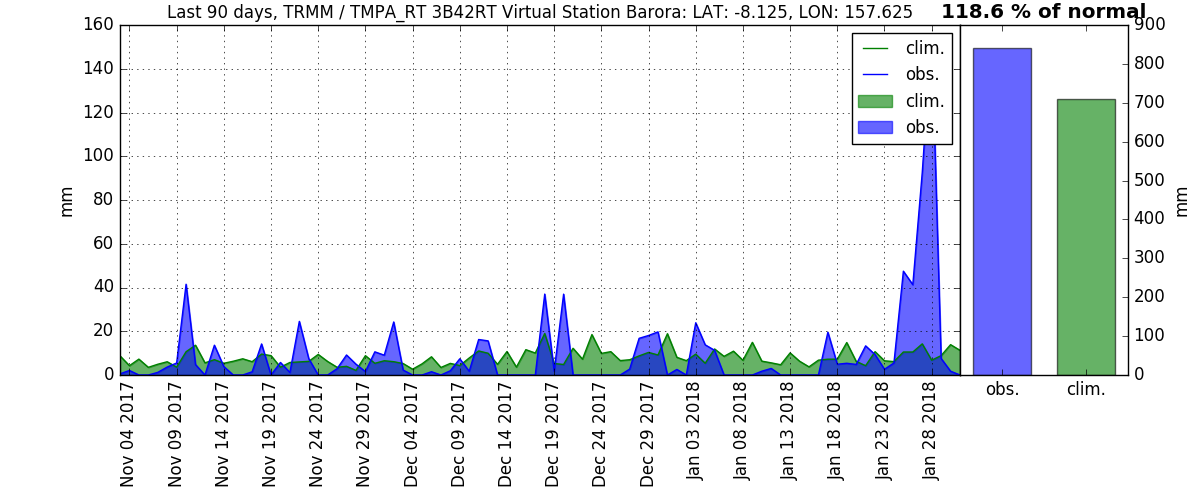 Last 90 days, TRMM / TMPA_RT 3B42RT Virtual Station Barora: LAT: -8.125, LON: 157.625
118.6 % of normal
160
140
120
100
80
60
40
20
0
mm
clim.
obs.
clim.
obs.
900
800
700
600
500
400
300
200
100
0
mm
obs.
clim.
Nov 04 2017
Nov 09 2017
Nov 14 2017
Nov 19 2017
Nov 24 2017
Nov 29 2017
Dec 04 2017
Dec 09 2017
Dec 14 2017
Dec 19 2017
Dec 24 2017
Dec 29 2017
Jan 03 2018
Jan 08 2018
Jan 13 2018
Jan 18 2018
Jan 23 2018
Jan 28 2018